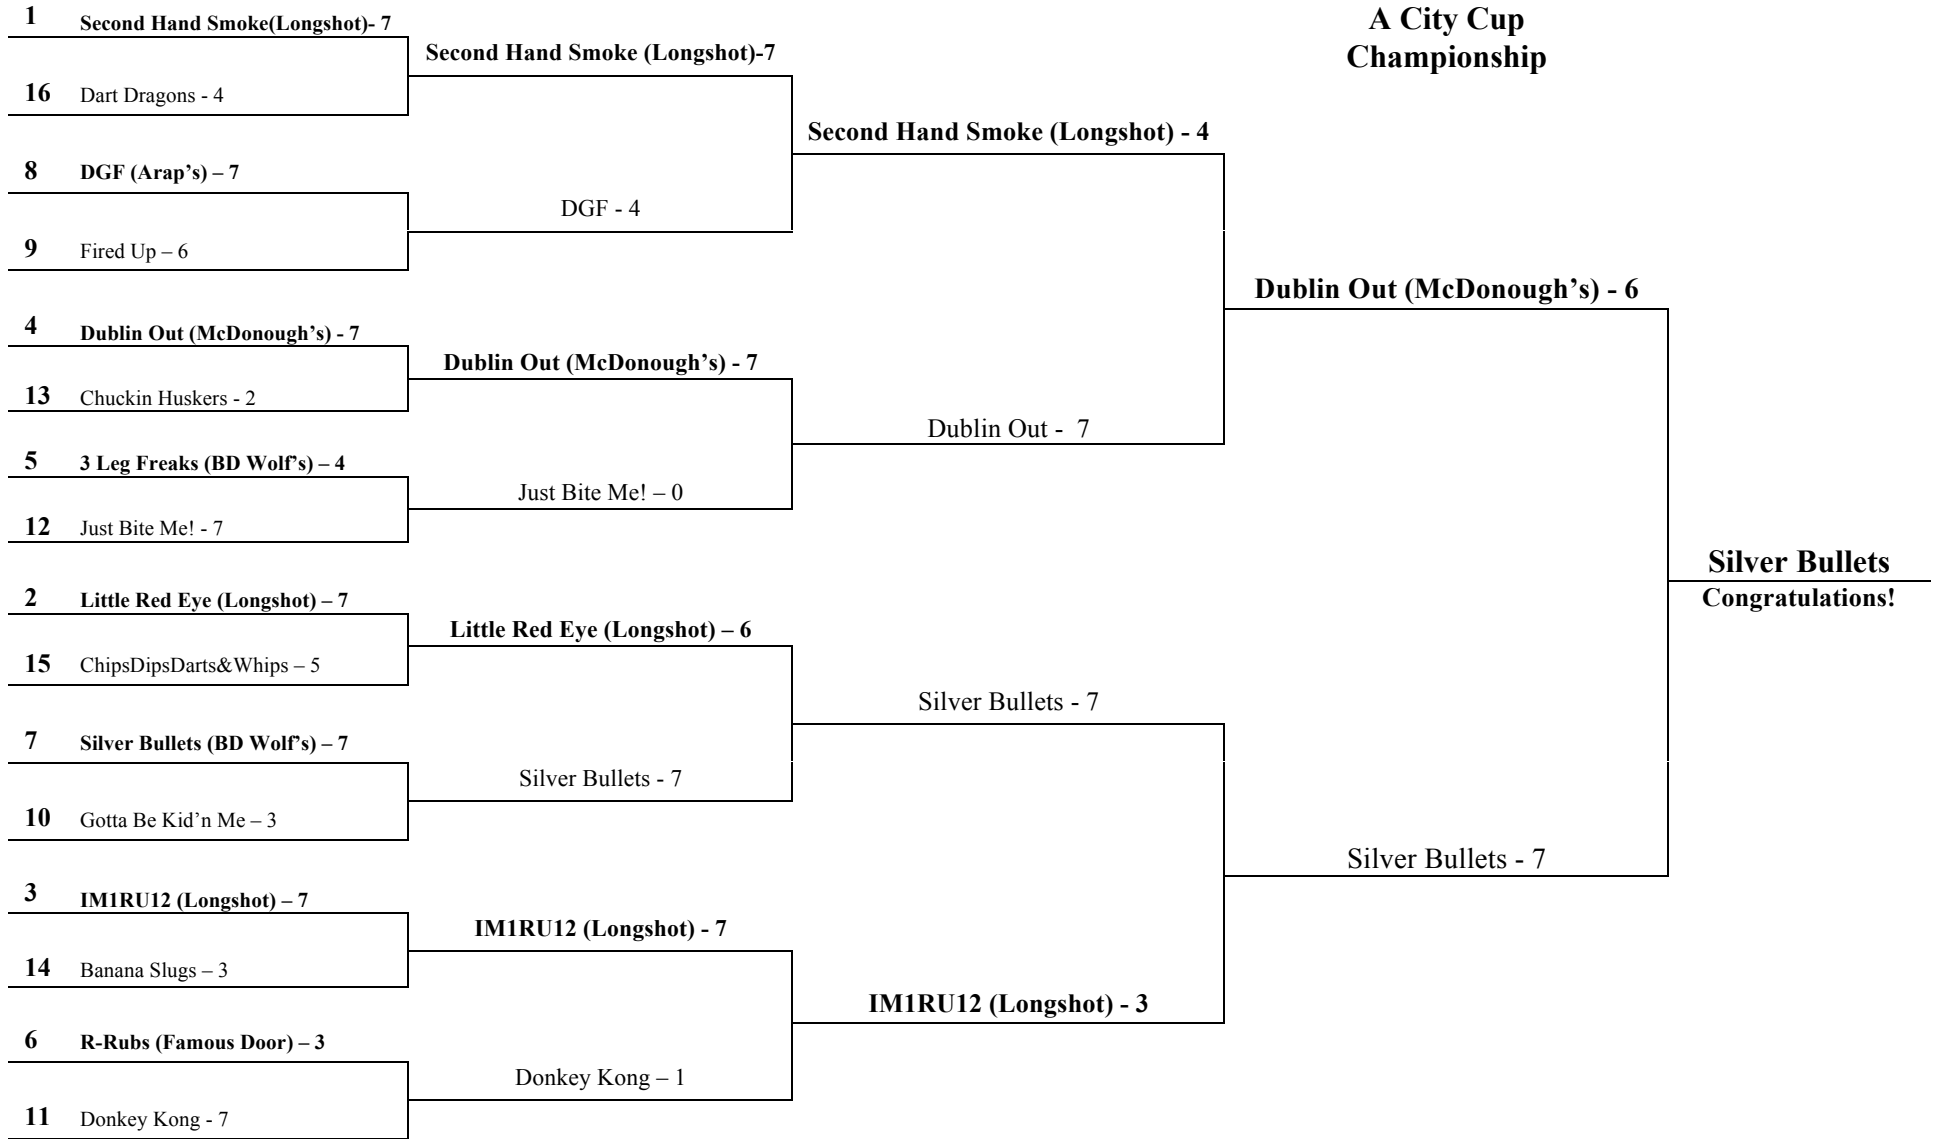 A City Cup
Championship
1 Second Hand Smoke(Longshot)- 7
16 Dart Dragons - 4
8 DGF (Arap’s) – 7
9 Fired Up – 6
4 Dublin Out (McDonough’s) - 7
13 Chuckin Huskers - 2
5 3 Leg Freaks (BD Wolf’s) – 4
12 Just Bite Me! - 7
2 Little Red Eye (Longshot) – 7
15 ChipsDipsDarts&Whips – 5
7 Silver Bullets (BD Wolf’s) – 7
10 Gotta Be Kid’n Me – 3
3 IM1RU12 (Longshot) – 7
14 Banana Slugs – 3
6 R-Rubs (Famous Door) – 3
11 Donkey Kong - 7
Second Hand Smoke (Longshot)-7
DGF - 4
Dublin Out (McDonough’s) - 7
Just Bite Me! – 0
Little Red Eye (Longshot) – 6
Silver Bullets - 7
IM1RU12 (Longshot) - 7
Donkey Kong – 1
Second Hand Smoke (Longshot) - 4
Dublin Out - 7
Silver Bullets - 7
IM1RU12 (Longshot) - 3
Dublin Out (McDonough’s) - 6
Silver Bullets - 7
Silver Bullets
Congratulations!